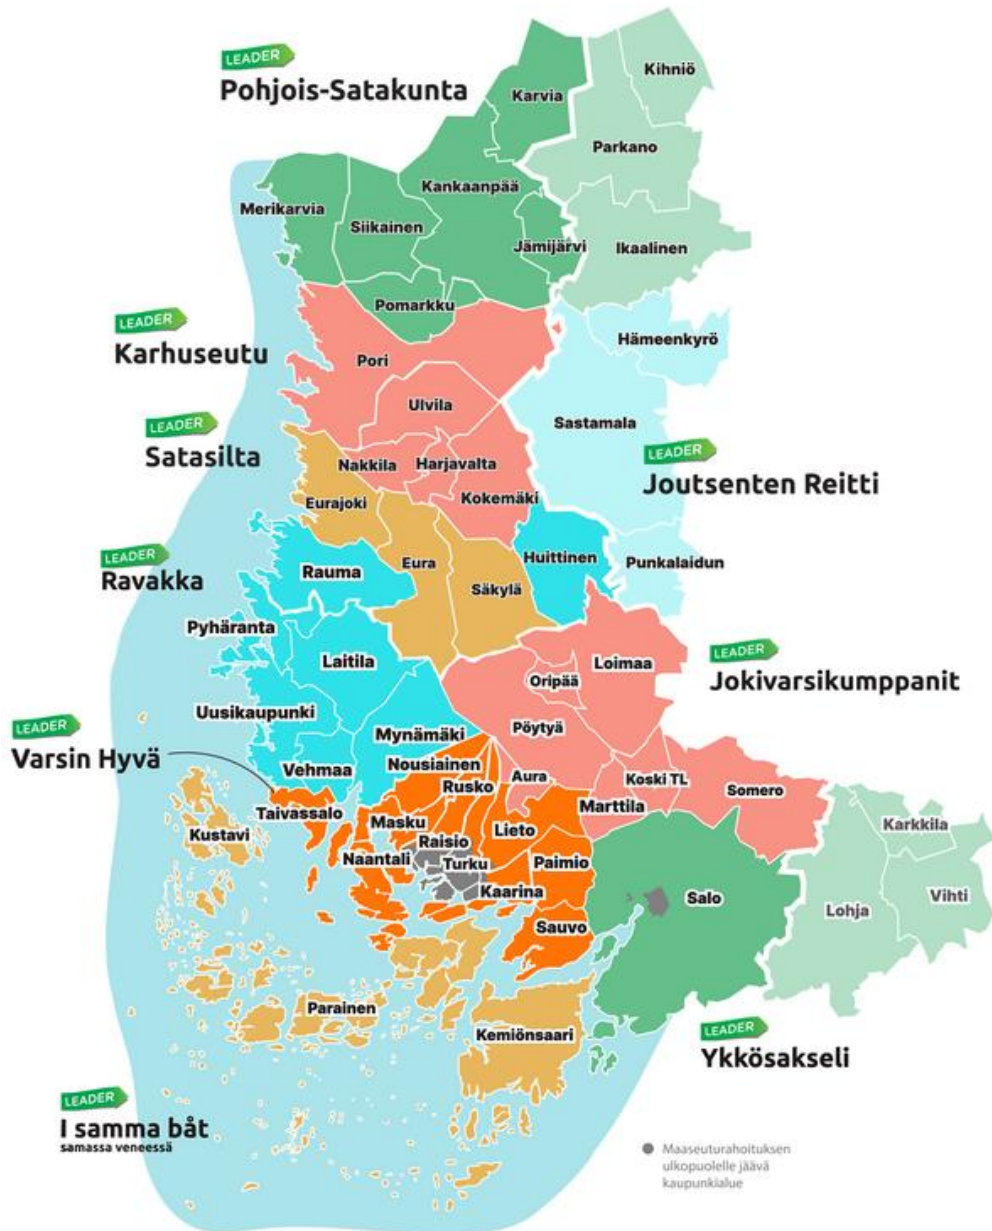 LEADER
Pohjois-Satakunta
Kihniö
Karvia
Parkano
Kankaanpää
Merikarvia
Siikainen
Jämijärvi
Ikaalinen
Pomarkku
LEADER
Karhuseutu
Hämeenkyrö
Pori
Ulvila
Sastamala
LEADER
Satasilta
LEADER
Joutsenten Reitti
Nakkila
Harjavalta
Kokemäki
Eurajoki
LEADER
Ravakka
Rauma
Eura
Säkylä
Huittinen
Punkalaidun
Pyhäranta
Laitila
Oripää
Loimaa
LEADER
Jokivarsikumppanit
Uusikaupunki
Mynämäki
Pöytyä
LEADER
Varsin Hyvä
Vehmaa
Nousiainen
Rusko
Aura
Koski TL
Marttila
Somero
Taivassalo
Kustavi
Masku
Raisio
Lieto
Naantali
Turku
Paimio
Kaarina
Karkkila
Salo
Lohja
Vihti
Sauvo
Parainen
Kemiönsaari
LEADER
Ykkösakseli
LEADER
I samma båt
samassa veneessä
Maaseuturahoituksen
ulkopuolelle jäävä
kaupunkialue